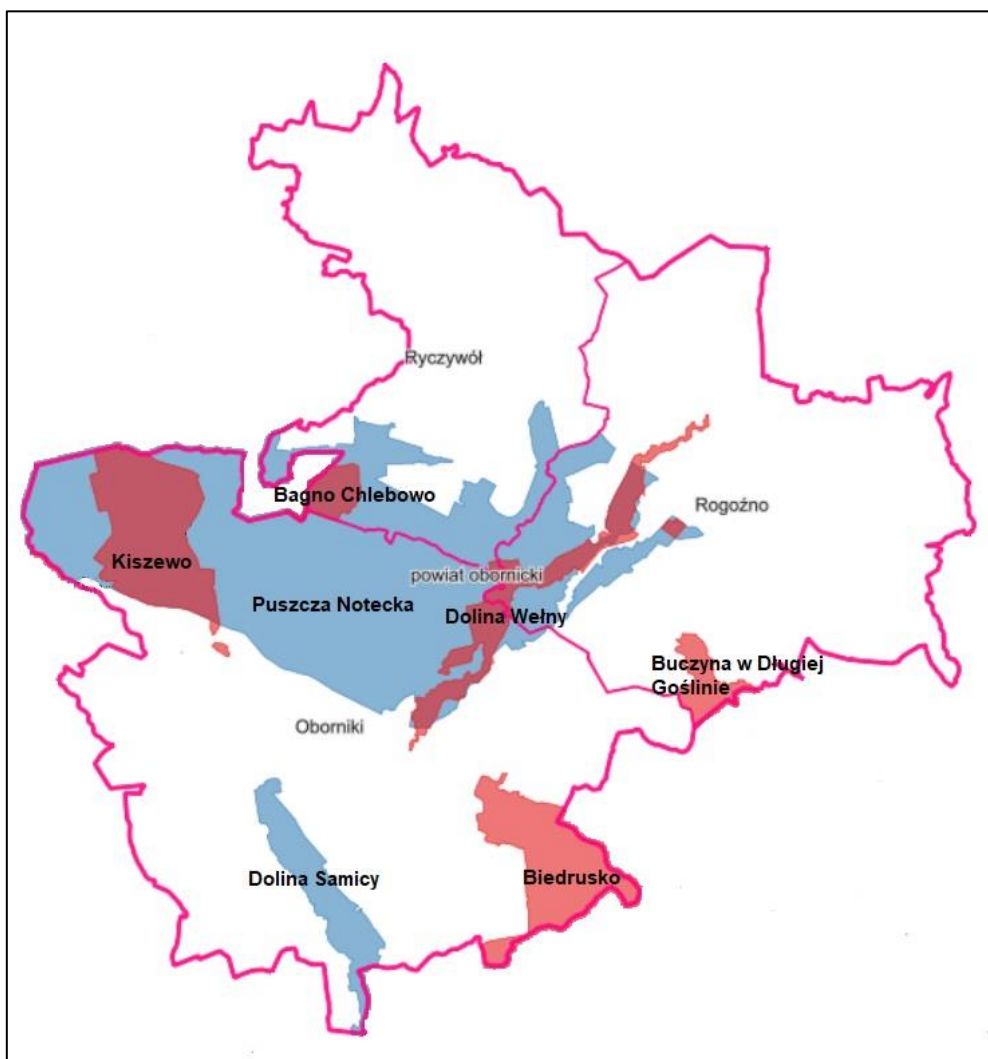 Ryczywół
Bagno Chlebowo
Rogoźno
Kiszewo
powiat obornicki
Puszcza Notecka
Dolina Wełny
Buczyna w Długiej
Goślinie
Oborniki
Dolina Samicy
Biedrusko